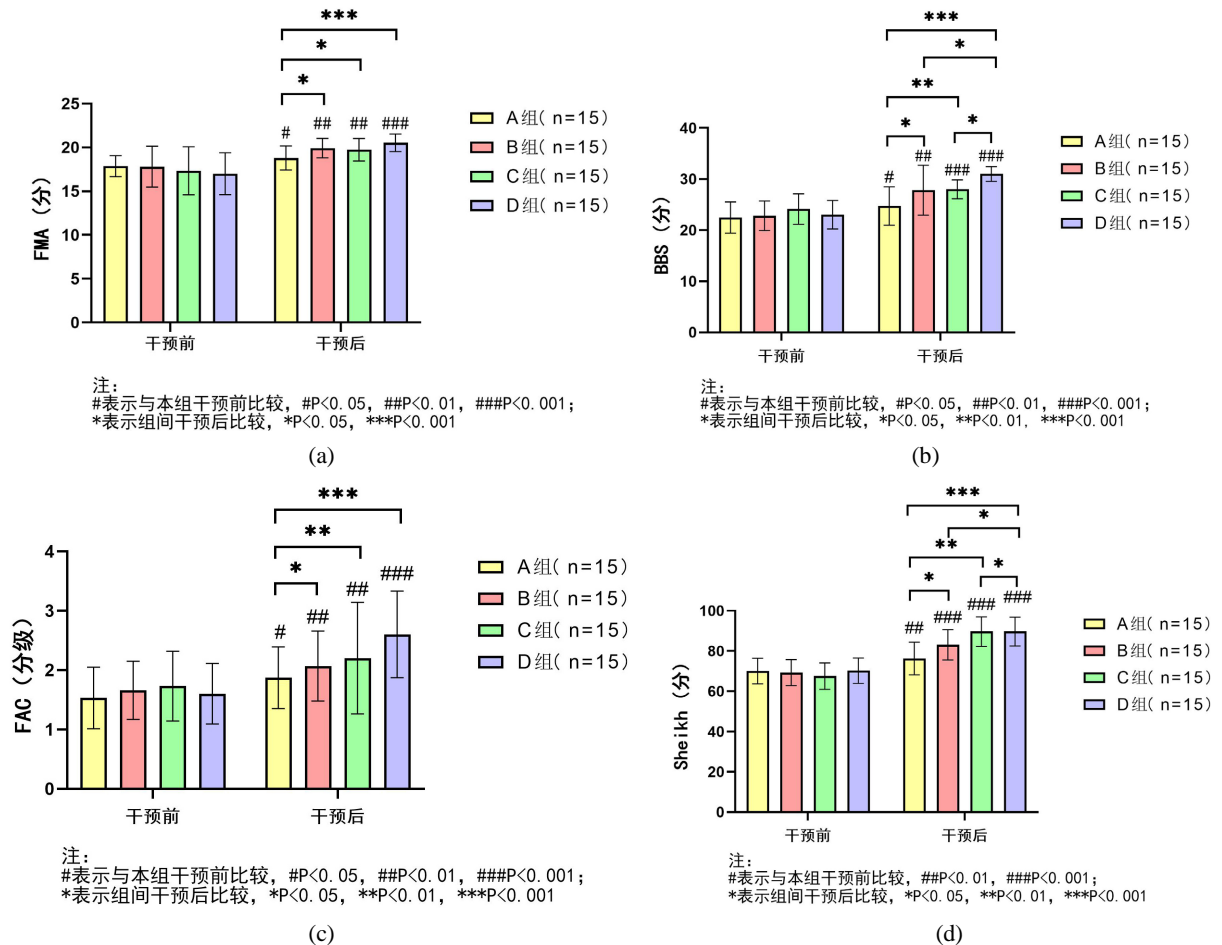 ***
*
*
FMA（分）
25
20
15
10
5
0
#
##
##
###
干预前
干预后
A组( n=15)
B组( n=15)
C组( n=15)
D组( n=15)
注：
#表示与本组干预前比较，#P<0.05，##P<0.01，###P<0.001；
*表示组间干预后比较，*P<0.05，***P<0.001
(a)
***
*
**
*
*
BBS（分）
40
30
20
10
0
#
##
###
###
干预前
干预后
A组( n=15)
B组( n=15)
C组( n=15)
D组( n=15)
注：
#表示与本组干预前比较，#P<0.05，##P<0.01，###P<0.001；
*表示组间干预后比较，*P<0.05，**P<0.01，***P<0.001
(b)
***
**
*
FAC（分级）
4
3
2
1
0
#
##
##
###
干预前
干预后
A组( n=15)
B组( n=15)
C组( n=15)
D组( n=15)
注：
#表示与本组干预前比较，#P<0.05，##P<0.01，###P<0.001；
*表示组间干预后比较，*P<0.05，**P<0.01，***P<0.001
(c)
***
*
**
*
*
Sheikh（分）
100
80
60
40
20
0
##
###
###
###
干预前
干预后
A组( n=15)
B组( n=15)
C组( n=15)
D组( n=15)
注：
#表示与本组干预前比较，##P<0.01，###P<0.001；
*表示组间干预后比较，*P<0.05，**P<0.01，***P<0.001
(d)